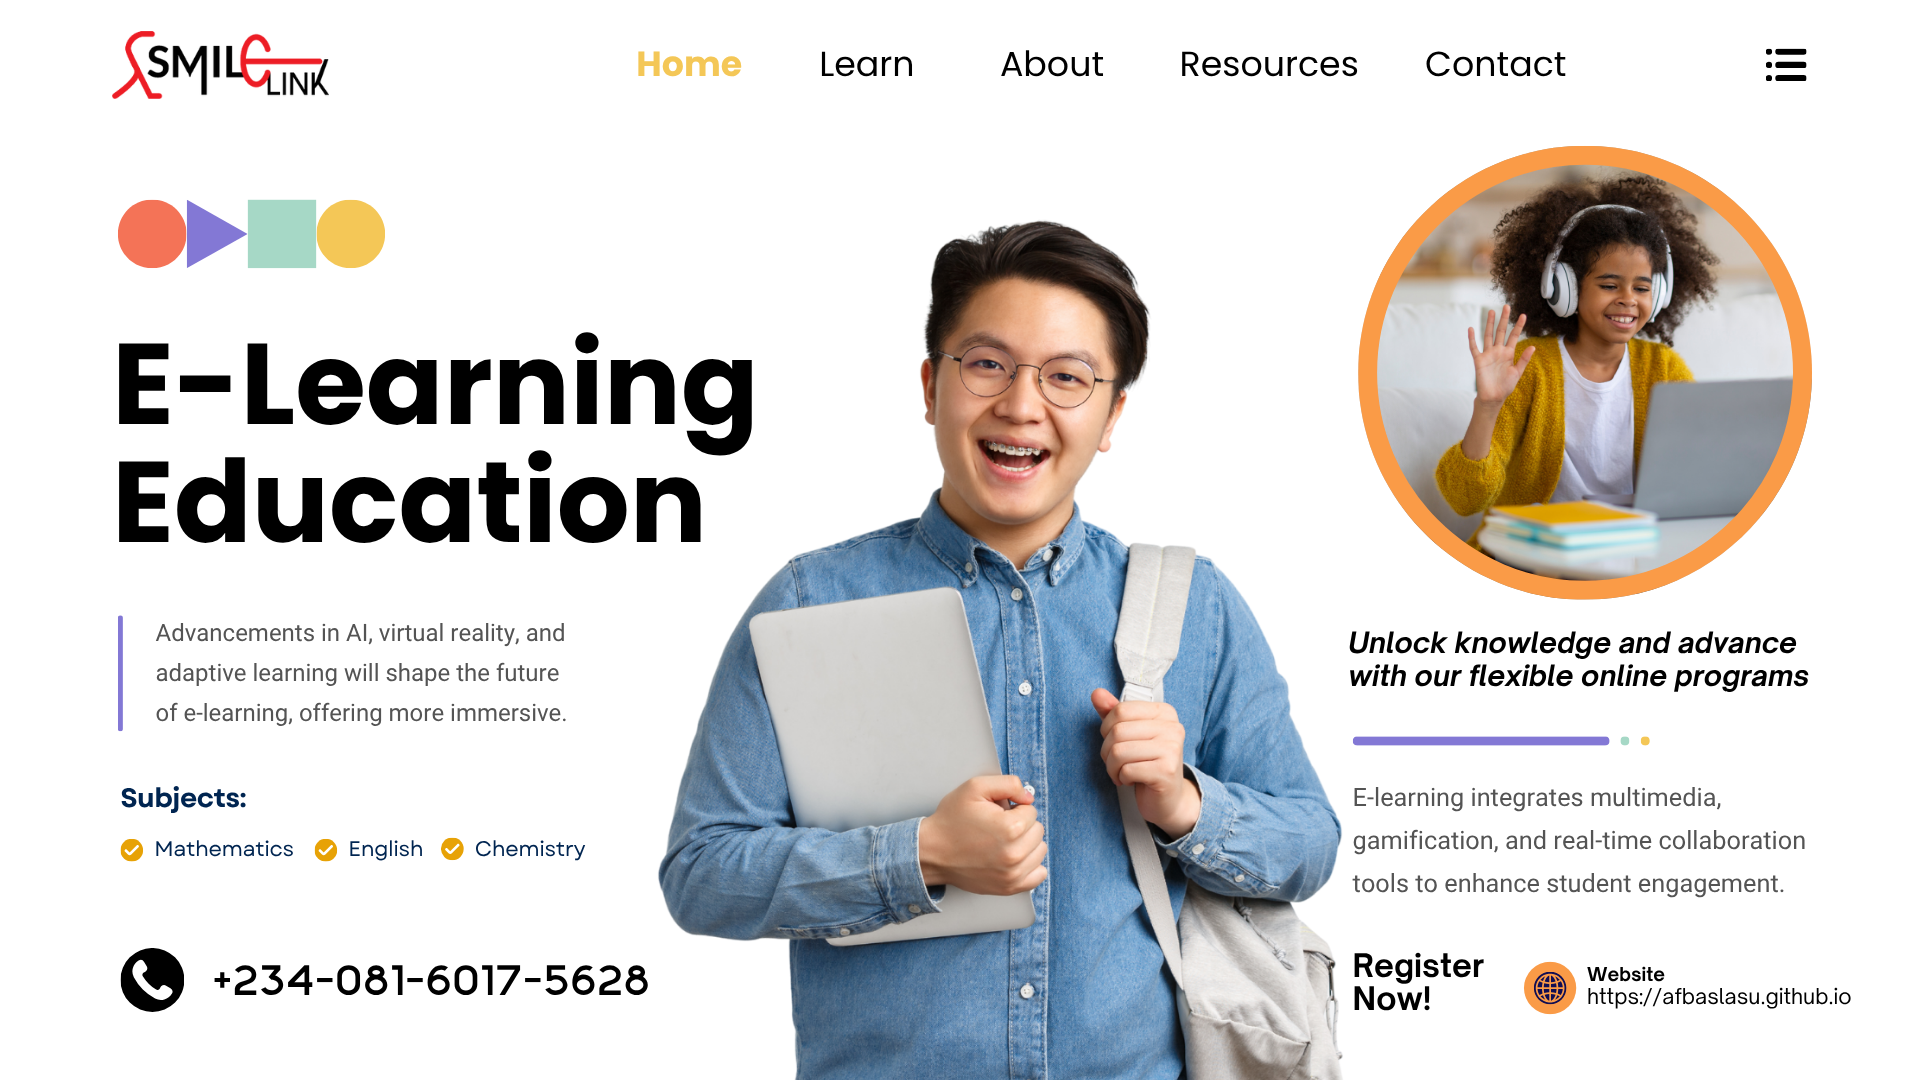 SMILE LINK
Home Learn About Resources Contact
E-Learning
Education
Advancements in AI, virtual reality, and
adaptive learning will shape the future
of e-learning, offering more immersive.
Subjects:
Mathematics English Chemistry
+234-081-6017-5628
Unlock knowledge and advance
with our flexible online programs
E-learning integrates multimedia,
gamification, and real-time collaboration
tools to enhance student engagement.
Register
Now!
Website
https://afbaslasu.github.io